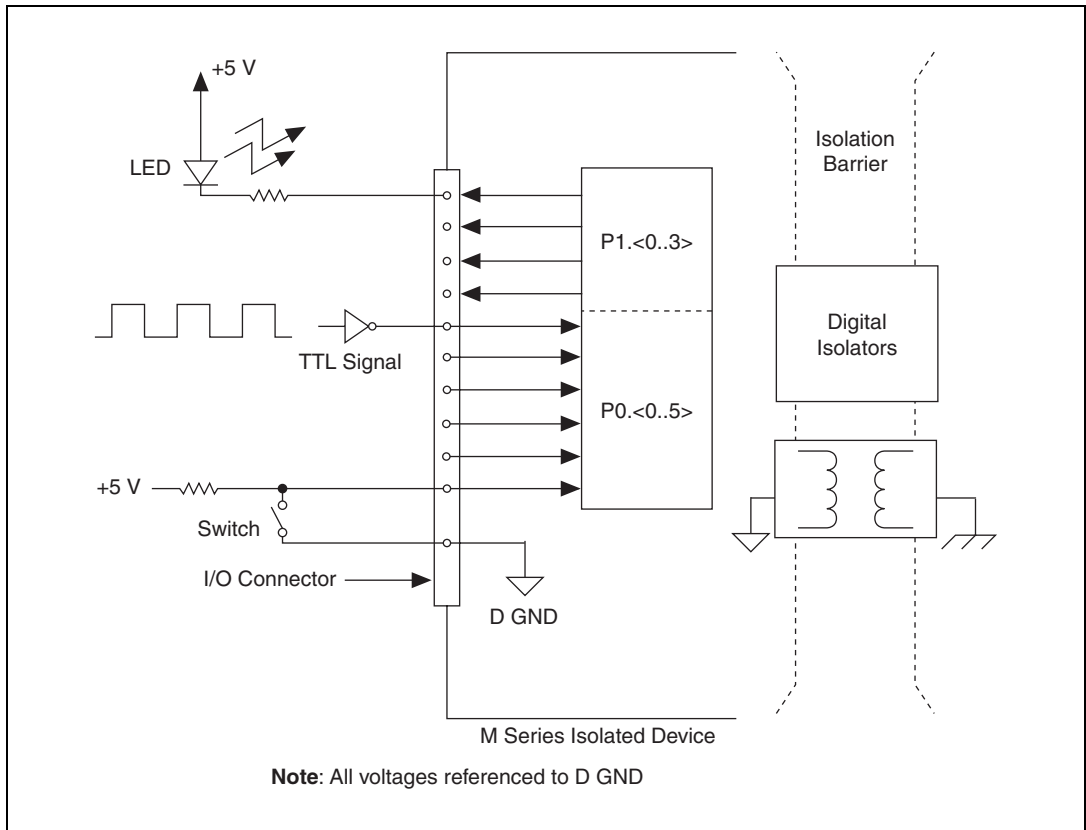 +5 V
LED
Isolation
Barrier
P1.<0..3>
Digital
Isolators
TTL Signal
P0.<0..5>
+5 V
Switch
I/O Connector
D GND
M Series Isolated Device
Note: All voltages referenced to D GND